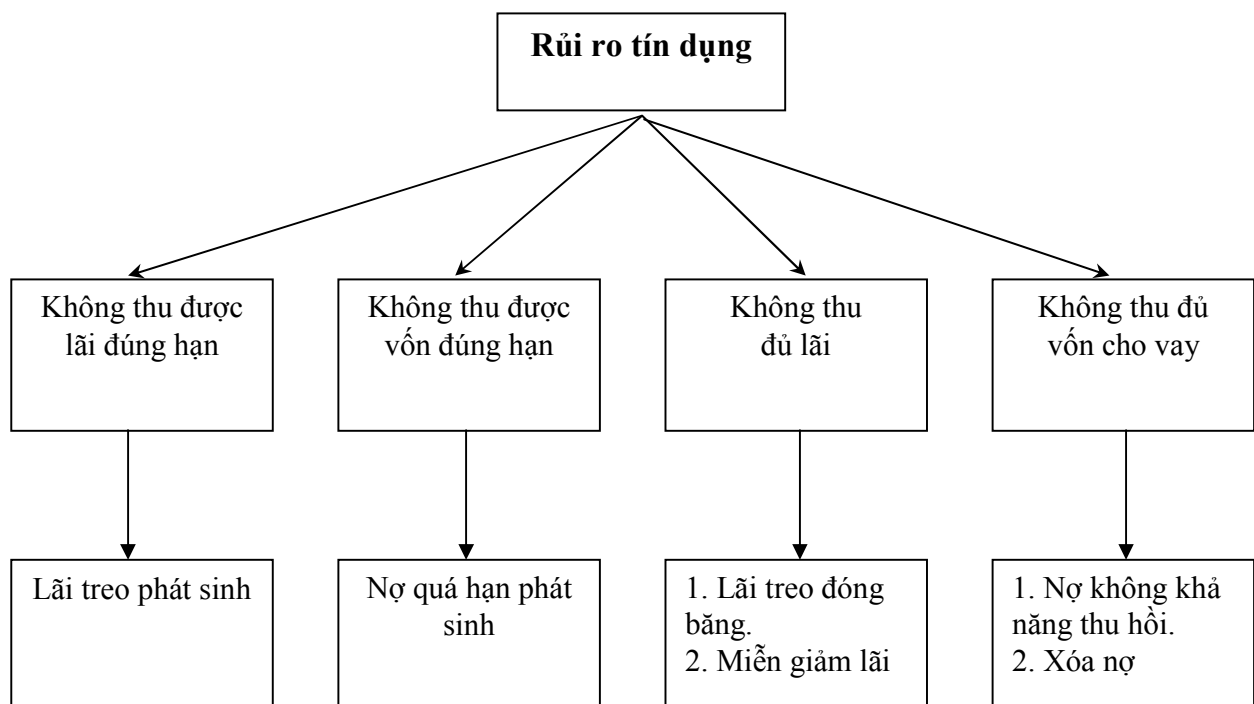 Rủi ro tín dụng
Không thu được
lãi đúng hạn
Không thu được
vốn đúng hạn
Không thu
đủ lãi
Không thu đủ
vốn cho vay
Lãi treo phát sinh
Nợ quá hạn phát
sinh
1. Lãi treo đóng
băng.
2. Miễn giảm lãi
1. Nợ không khả
năng thu hồi.
2. Xóa nợ